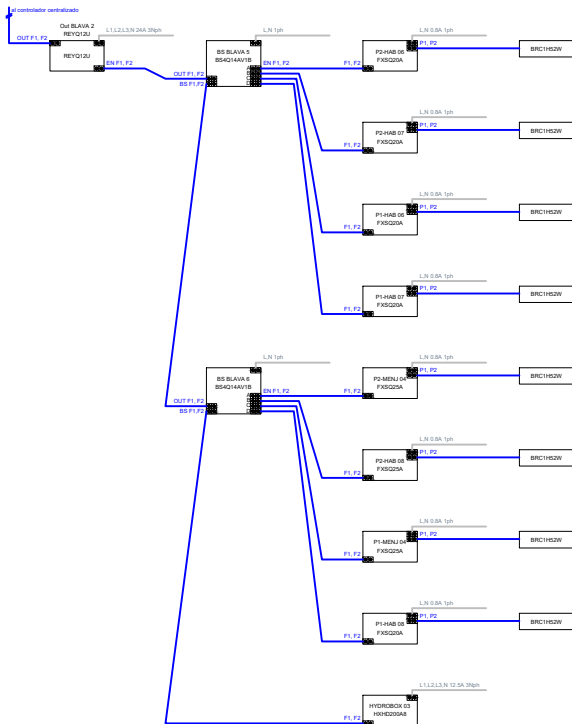 al controlador centralizado
Out BLAVA 2
REYQ12U
L1,L2,L3,N 24A 3Nph
OUT F1, F2
REYQ12U
EN F1, F2
L,N 1ph
BS BLAVA 5
BS4Q14AV1B
OUT F1, F2
BS F1,F2
A
B
C
D
EN F1, F2
L,N 0.8A 1ph
P2-HAB 06
FXSQ20A
F1, F2
P1, P2
BRC1H52W
L,N 0.8A 1ph
P2-HAB 07
FXSQ20A
F1, F2
P1, P2
BRC1H52W
L,N 0.8A 1ph
P1-HAB 06
FXSQ20A
F1, F2
P1, P2
BRC1H52W
L,N 0.8A 1ph
P1-HAB 07
FXSQ20A
F1, F2
P1, P2
BRC1H52W
L,N 1ph
BS BLAVA 6
BS4Q14AV1B
OUT F1, F2
BS F1,F2
A
B
C
D
EN F1, F2
L,N 0.8A 1ph
P2-MENJ 04
FXSQ25A
F1, F2
P1, P2
BRC1H52W
L,N 0.8A 1ph
P2-HAB 08
FXSQ25A
F1, F2
P1, P2
BRC1H52W
L,N 0.8A 1ph
P1-MENJ 04
FXSQ25A
F1, F2
P1, P2
BRC1H52W
L,N 0.8A 1ph
P1-HAB 08
FXSQ20A
F1, F2
P1, P2
BRC1H52W
L1,L2,L3,N 12.5A 3Nph
HYDROBOX 03
HXHD200A8
F1, F2